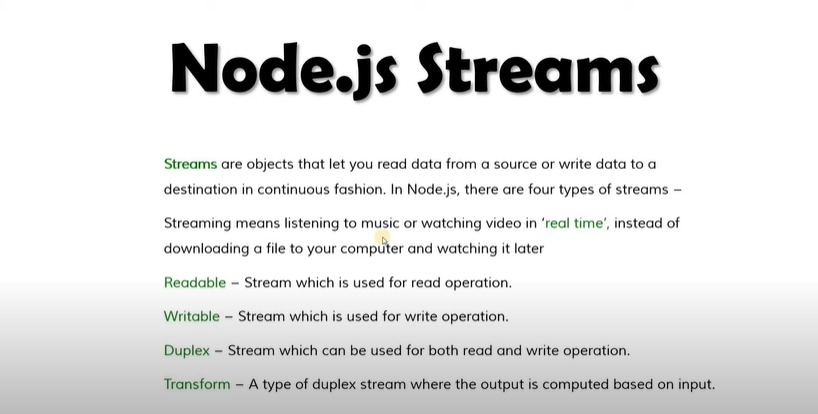 Node.js Streams
Streams are objects that let you read data from a source or write data to a
destination in continuous fashion. In Node.js, there are four types of streams –
Streaming means listening to music or watching video in ‘real time’, instead of
downloading a file to your computer and watching it later
Readable – Stream which is used for read operation.
Writable – Stream which is used for write operation.
Duplex – Stream which can be used for both read and write operation.
Transform – A type of duplex stream where the output is computed based on input.